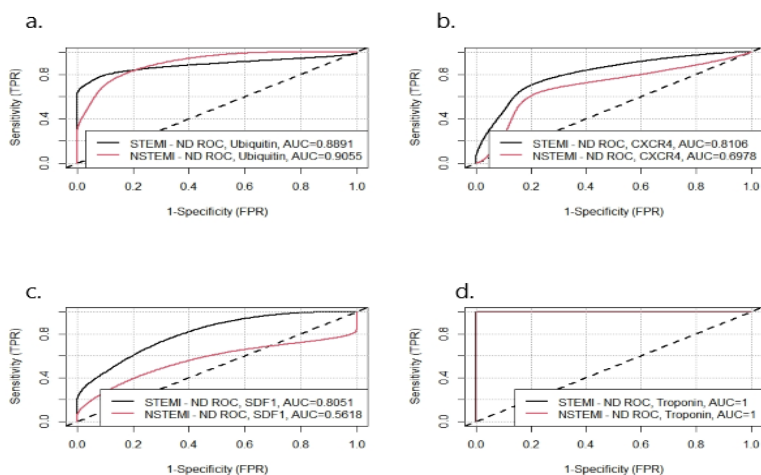 a.
Sensitivity (TPR)
0.0 0.4 0.8
STEMI - ND ROC, Ubiquitin, AUC=0.8891
NSTEMI - ND ROC, Ubiquitin, AUC=0.9055
0.0 0.2 0.4 0.6 0.8 1.0
1-Specificity (FPR)
b.
Sensitivity (TPR)
0.0 0.4 0.8
STEMI - ND ROC, CXCR4, AUC=0.8106
NSTEMI - ND ROC, CXCR4, AUC=0.6978
0.0 0.2 0.4 0.6 0.8 1.0
1-Specificity (FPR)
c.
Sensitivity (TPR)
0.0 0.4 0.8
STEMI - ND ROC, SDF1, AUC=0.8051
NSTEMI - ND ROC, SDF1, AUC=0.5618
0.0 0.2 0.4 0.6 0.8 1.0
1-Specificity (FPR)
d.
Sensitivity (TPR)
0.0 0.4 0.8
STEMI - ND ROC, Troponin, AUC=1
NSTEMI - ND ROC, Troponin, AUC=1
0.0 0.2 0.4 0.6 0.8 1.0
1-Specificity (FPR)